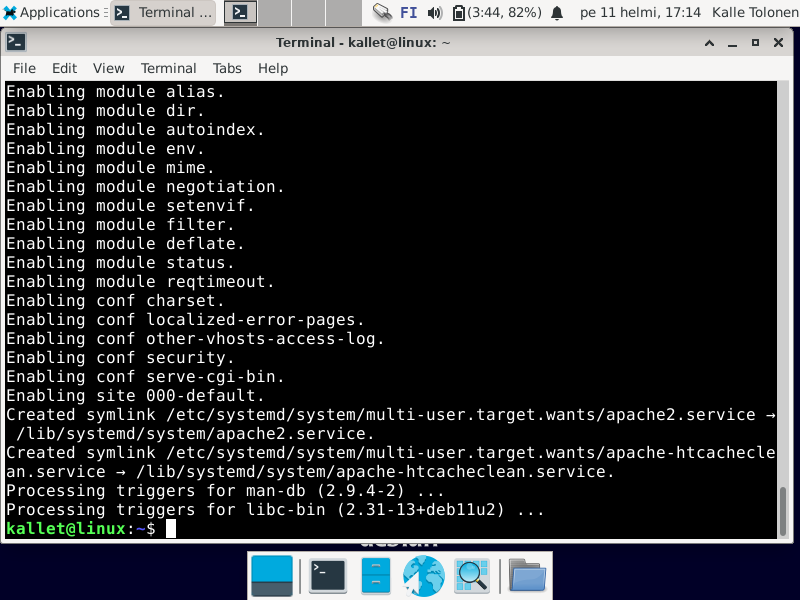 Applications Terminal ... FI (3:44, 82%) pe 11 helmi, 17:14 Kalle Tolonen
Terminal - kallet@linux: ~
File Edit View Terminal Tabs Help
Enabling module alias.
Enabling module dir.
Enabling module autoindex.
Enabling module env.
Enabling module mime.
Enabling module negotiation.
Enabling module setenvif.
Enabling module filter.
Enabling module deflate.
Enabling module status.
Enabling module reqtimeout.
Enabling conf charset.
Enabling conf localized-error-pages.
Enabling conf other-vhosts-access-log.
Enabling conf security.
Enabling conf serve-cgi-bin.
Enabling site 000-default.
Created symlink /etc/systemd/system/multi-user.target.wants/apache2.service →
 /lib/systemd/system/apache2.service.
Created symlink /etc/systemd/system/multi-user.target.wants/apache-htcachecle
an.service → /lib/systemd/system/apache-htcacheclean.service.
Processing triggers for man-db (2.9.4-2) ...
Processing triggers for libc-bin (2.31-13+deb11u2) ...
kallet@linux:~$